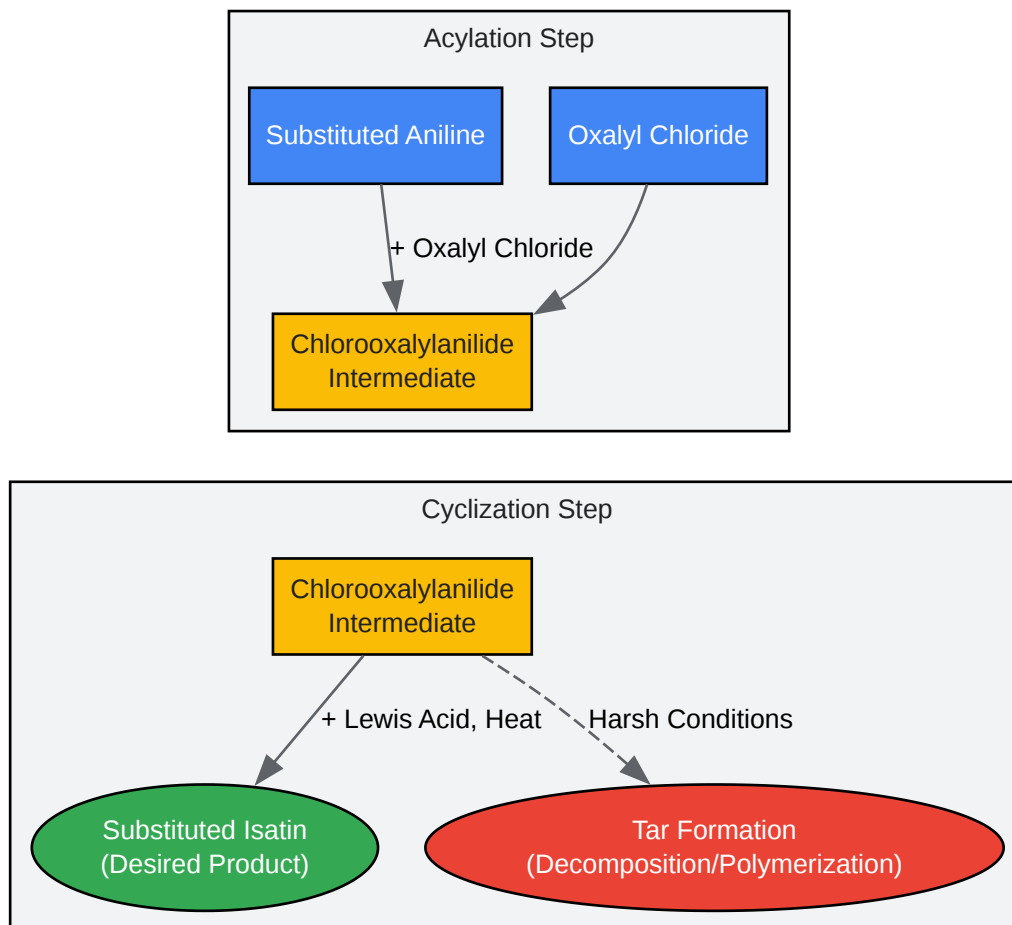 Acylation Step
Substituted Aniline
Oxalyl Chloride
+ Oxalyl Chloride
Chlorooxalylanilide
Intermediate
Cyclization Step
Chlorooxalylanilide
Intermediate
+ Lewis Acid, Heat
Harsh Conditions
Substituted Isatin
(Desired Product)
Tar Formation
(Decomposition/Polymerization)